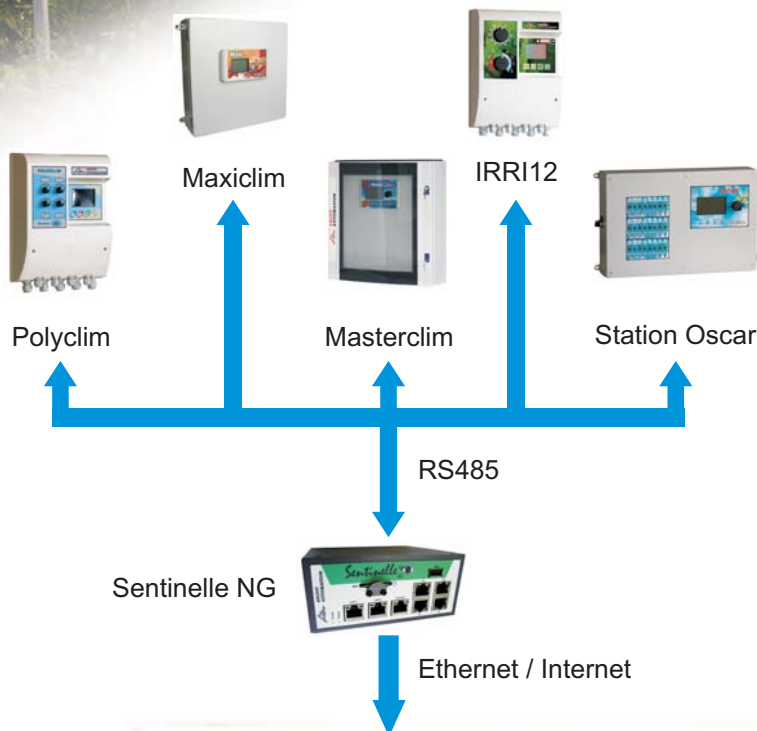 Maxiclim
IRRI12
Polyclim
Masterclim
Station Oscar
RS485
Sentinelle
Sentinelle NG
Ethernet / Internet